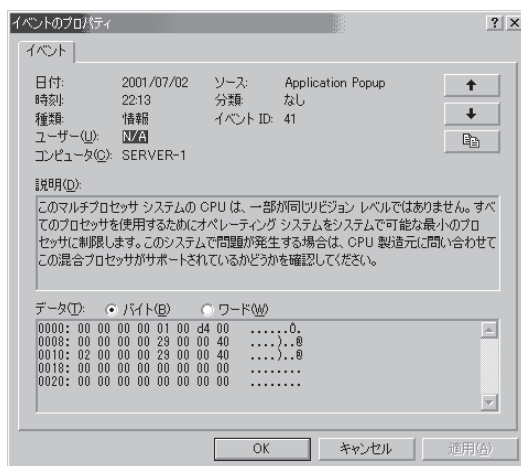 イベントのプロパティ
イベント
日付: 2001/07/02 ソース: Application Popup
時刻: 22:13 分類: なし
種類: 情報 イベント ID: 41
ユーザー(U): N/A
コンピュータ(C): SERVER-1
説明(D):
このマルチプロセッサ システムの CPU は、一部が同じリビジョン レベルではありません。すべ
てのプロセッサを使用するためにオペレーティング システムをシステムで可能な最小のプロ
セッサに制限します。このシステムで問題が発生する場合は、CPU 製造元に問い合わせて
この混合プロセッサがサポートされているかどうかを確認してください。
データ(T): バイト(B) ワード(W)
0000: 00 00 00 00 01 00 d4 00 ......Ô.
0008: 00 00 00 00 29 00 00 40 ....)..@
0010: 02 00 00 00 29 00 00 40 ....)..@
0018: 00 00 00 00 00 00 00 00 ........
0020: 00 00 00 00 00 00 00 00 ........
OK キャンセル 適用(A)